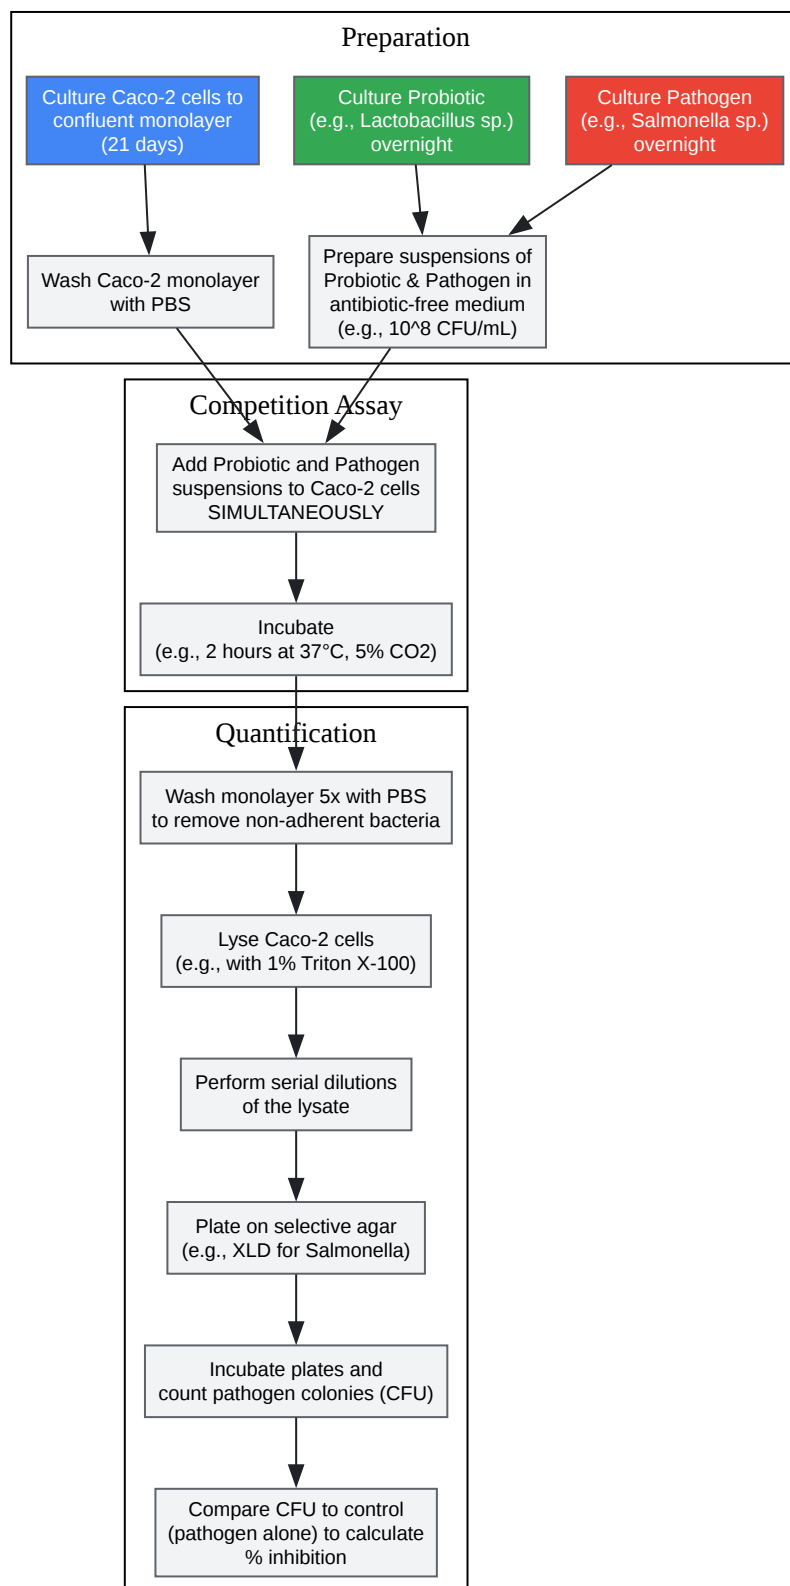 Preparation
Culture Caco-2 cells to
confluent monolayer
(21 days)
Culture Probiotic
(e.g., Lactobacillus sp.)
overnight
Culture Pathogen
(e.g., Salmonella sp.)
overnight
Wash Caco-2 monolayer
with PBS
Prepare suspensions of
Probiotic & Pathogen in
antibiotic-free medium
(e.g., 10^8 CFU/mL)
Competition Assay
Add Probiotic and Pathogen
suspensions to Caco-2 cells
SIMULTANEOUSLY
Incubate
(e.g., 2 hours at 37°C, 5% CO2)
Quantification
Wash monolayer 5x with PBS
to remove non-adherent bacteria
Lyse Caco-2 cells
(e.g., with 1% Triton X-100)
Perform serial dilutions
of the lysate
Plate on selective agar
(e.g., XLD for Salmonella)
Incubate plates and
count pathogen colonies (CFU)
Compare CFU to control
(pathogen alone) to calculate
% inhibition